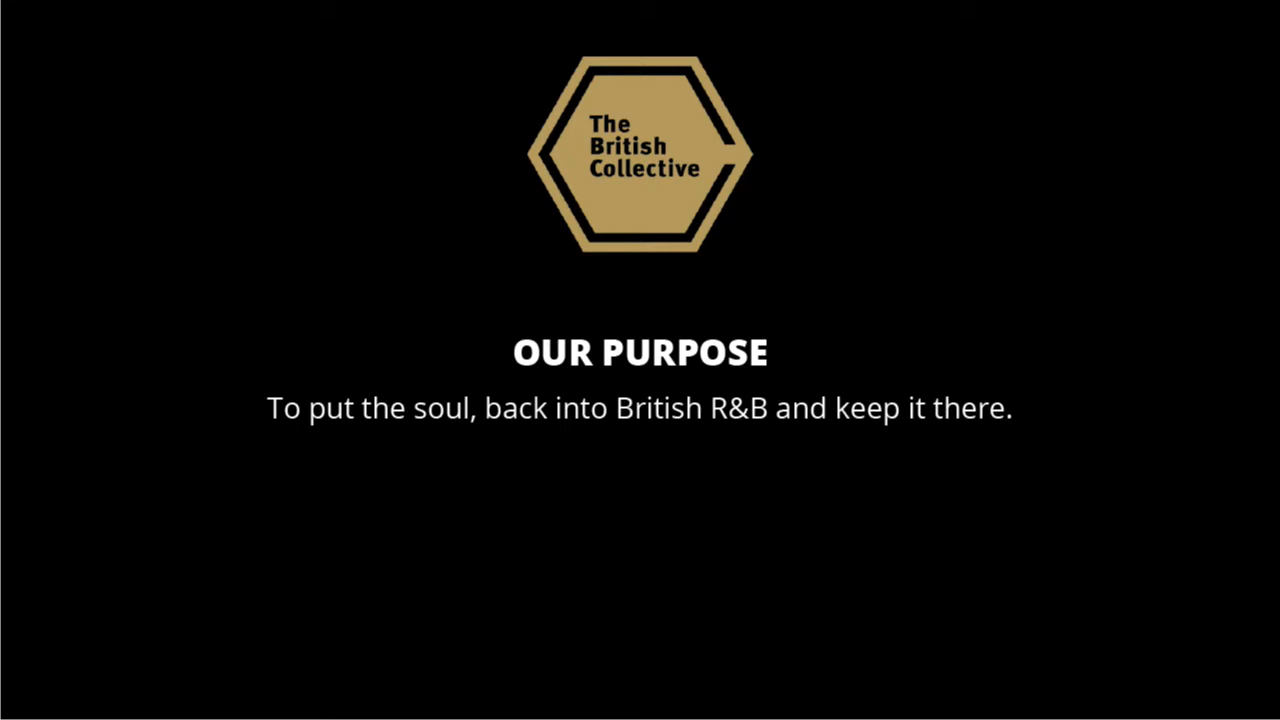 The
British
Collective
OUR PURPOSE
To put the soul, back into British R&B and keep it there.